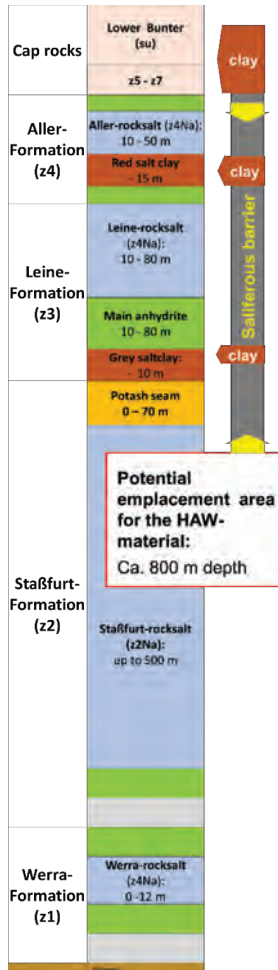 Cap rocks
Lower Bunter
(su)
z5 - z7
clay
Aller-
Formation
(z4)
Aller-rocksalt (z4Na):
10 - 50 m
Red salt clay
- 15 m
clay
Saliferous barrier
Leine-
Formation
(z3)
Leine-rocksalt
(z4Na):
10 - 80 m
Main anhydrite
10 – 80 m
Grey saltclay:
- 10 m
clay
Potash seam
0 – 70 m
Potential
emplacement area
for the HAW-
material:
Ca. 800 m depth
Staßfurt-
Formation
(z2)
Staßfurt-rocksalt
(z2Na):
up to 500 m
Werra-
Formation
(z1)
Werra-rocksalt
(z4Na):
0 -12 m